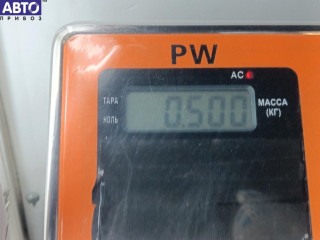 АВТО
ПРИВОЗ
PW
AC
ТАРА
НОЛЬ
0.500
МАССА
(КГ)